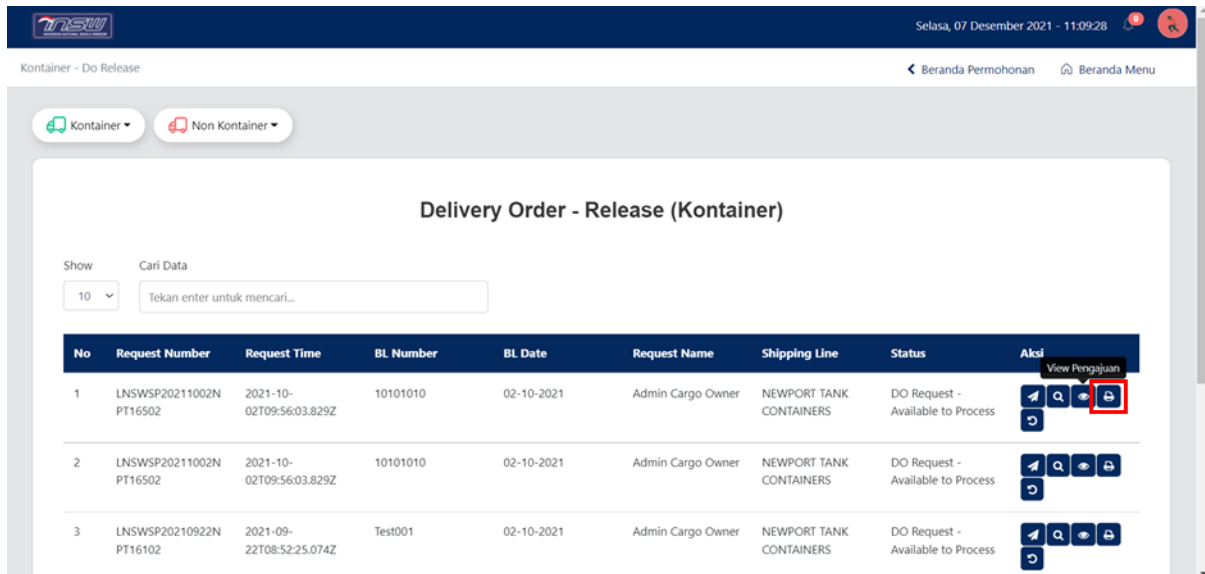 INSW
Selasa, 07 Desember 2021 - 11:09:28 0
Kontainer - Do Release Beranda Permohonan Beranda Menu
Kontainer Non Kontainer
Delivery Order - Release (Kontainer)
Show Cari Data
10 Tekan enter untuk mencari...
No Request Number Request Time BL Number BL Date Request Name Shipping Line Status Aksi
View Pengajuan
1 LNSWSP20211002N 2021-10- 10101010 02-10-2021 Admin Cargo Owner NEWPORT TANK DO Request -
PT16502 02T09:56:03.829Z CONTAINERS Available to Process
2 LNSWSP20211002N 2021-10- 10101010 02-10-2021 Admin Cargo Owner NEWPORT TANK DO Request -
PT16502 02T09:56:03.829Z CONTAINERS Available to Process
3 LNSWSP20210922N 2021-09- Test001 02-10-2021 Admin Cargo Owner NEWPORT TANK DO Request -
PT16102 22T08:52:25.074Z CONTAINERS Available to Process